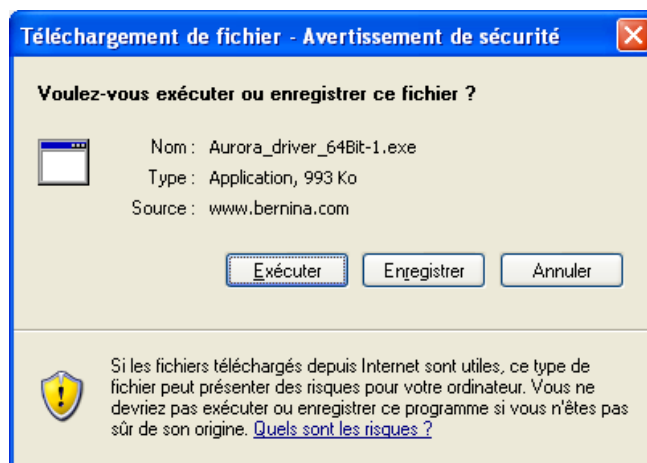 Téléchargement de fichier - Avertissement de sécurité
Voulez-vous exécuter ou enregistrer ce fichier ?
Nom : Aurora_driver_64Bit-1.exe
Type : Application, 993 Ko
Source : www.bernina.com
Exécuter Enregistrer Annuler
Si les fichiers téléchargés depuis Internet sont utiles, ce type de
fichier peut présenter des risques pour votre ordinateur. Vous ne
devriez pas exécuter ou enregistrer ce programme si vous n'êtes pas
sûr de son origine. Quels sont les risques ?